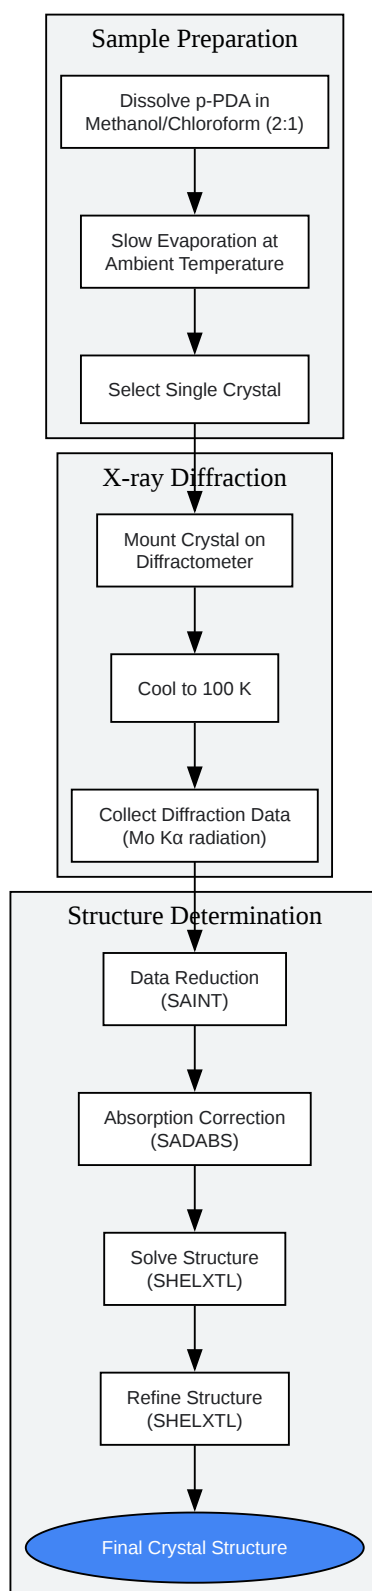 Sample Preparation
Dissolve p-PDA in
Methanol/Chloroform (2:1)
Slow Evaporation at
Ambient Temperature
Select Single Crystal
X-ray Diffraction
Mount Crystal on
Diffractometer
Cool to 100 K
Collect Diffraction Data
(Mo Kα radiation)
Structure Determination
Data Reduction
(SAINT)
Absorption Correction
(SADABS)
Solve Structure
(SHELXTL)
Refine Structure
(SHELXTL)
Final Crystal Structure